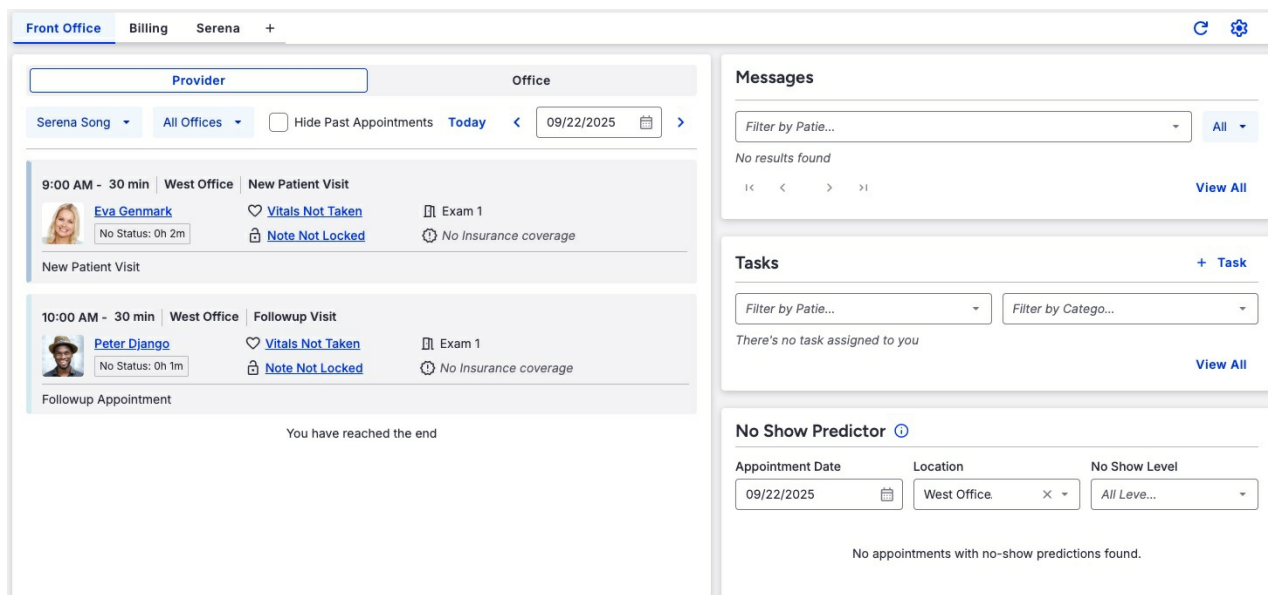 Front Office Billing Serena +
Provider Office
Serena Song All Offices Hide Past Appointments Today 09/22/2025
9:00 AM - 30 min West Office New Patient Visit
Eva Genmark Vitals Not Taken Exam 1
No Status: 0h 2m Note Not Locked No Insurance coverage
New Patient Visit
10:00 AM - 30 min West Office Followup Visit
Peter Django Vitals Not Taken Exam 1
No Status: 0h 1m Note Not Locked No Insurance coverage
Followup Appointment
You have reached the end
Messages
Filter by Patie... All
No results found
View All
Tasks + Task
Filter by Patie... Filter by Catego...
There's no task assigned to you
View All
No Show Predictor
Appointment Date Location No Show Level
09/22/2025 West Office. All Leve...
No appointments with no-show predictions found.